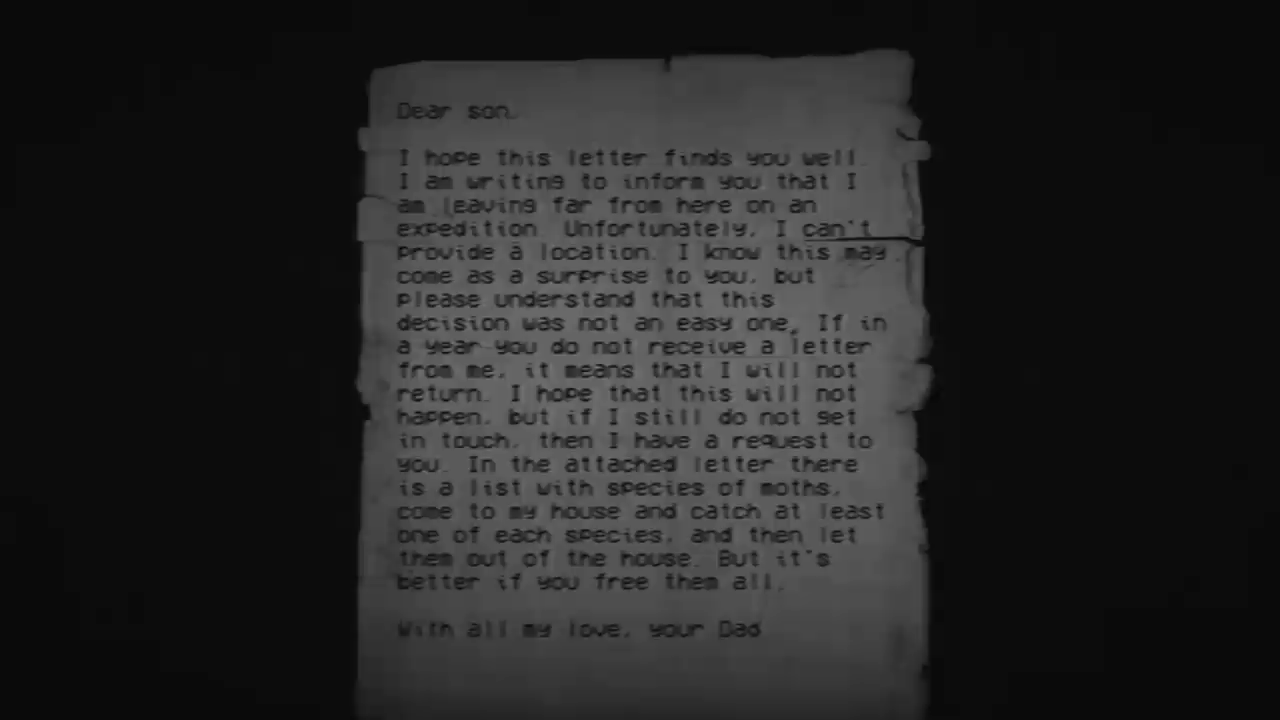 Dear son.
I hope this letter finds you well.
I am writing to inform you that I
am leaving far from here on an
expedition. Unfortunately, I can't
provide a location. I know this may
come as a surprise to you, but
please understand that this
decision was not an easy one, If in
a year you do not receive a letter
from me, it means that I will not
return. I hope that this will not
happen, but if I still do not get
in touch, then I have a request to
you. In the attached letter there
is a list with species of moths,
come to my house and catch at least
one of each species, and then let
them out of the house. But it's
better if you free them all.
With all my love, your Dad